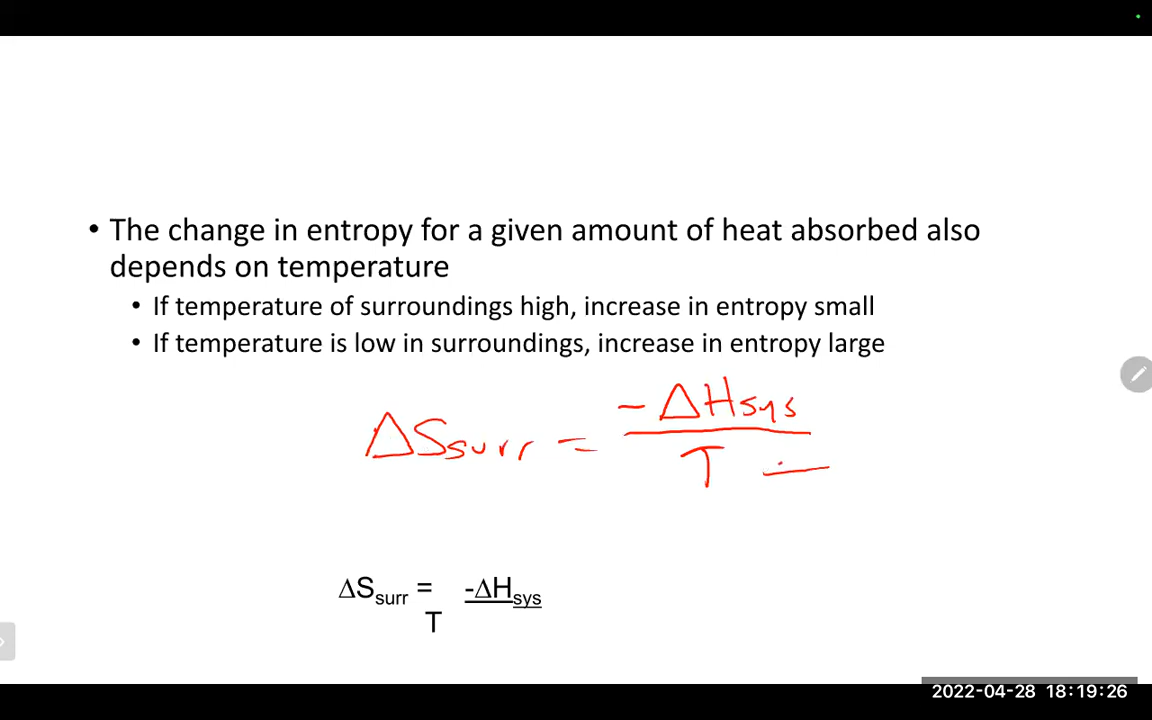 • The change in entropy for a given amount of heat absorbed also
depends on temperature
• If temperature of surroundings high, increase in entropy small
• If temperature is low in surroundings, increase in entropy large
ΔSsurr = -ΔHsys
T
ΔSsurr = -ΔHsys
T
2022-04-28 18:19:26